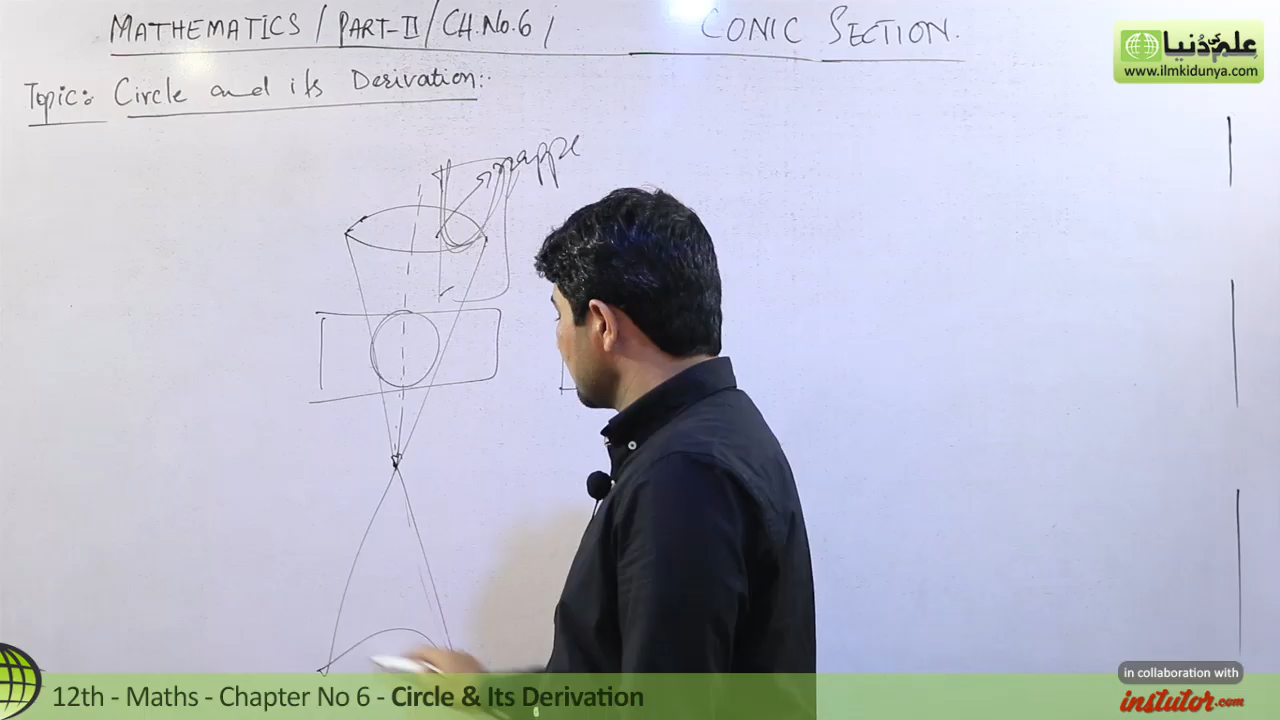 MATHEMATICS / PART-II / CH.No.6 /
CONIC SECTION.
علم کی دنیا
www.ilmkidunya.com
Topic: Circle and its Derivation:.
nappe
in collaboration with
instutor.com
12th - Maths - Chapter No 6 - Circle & Its Derivation